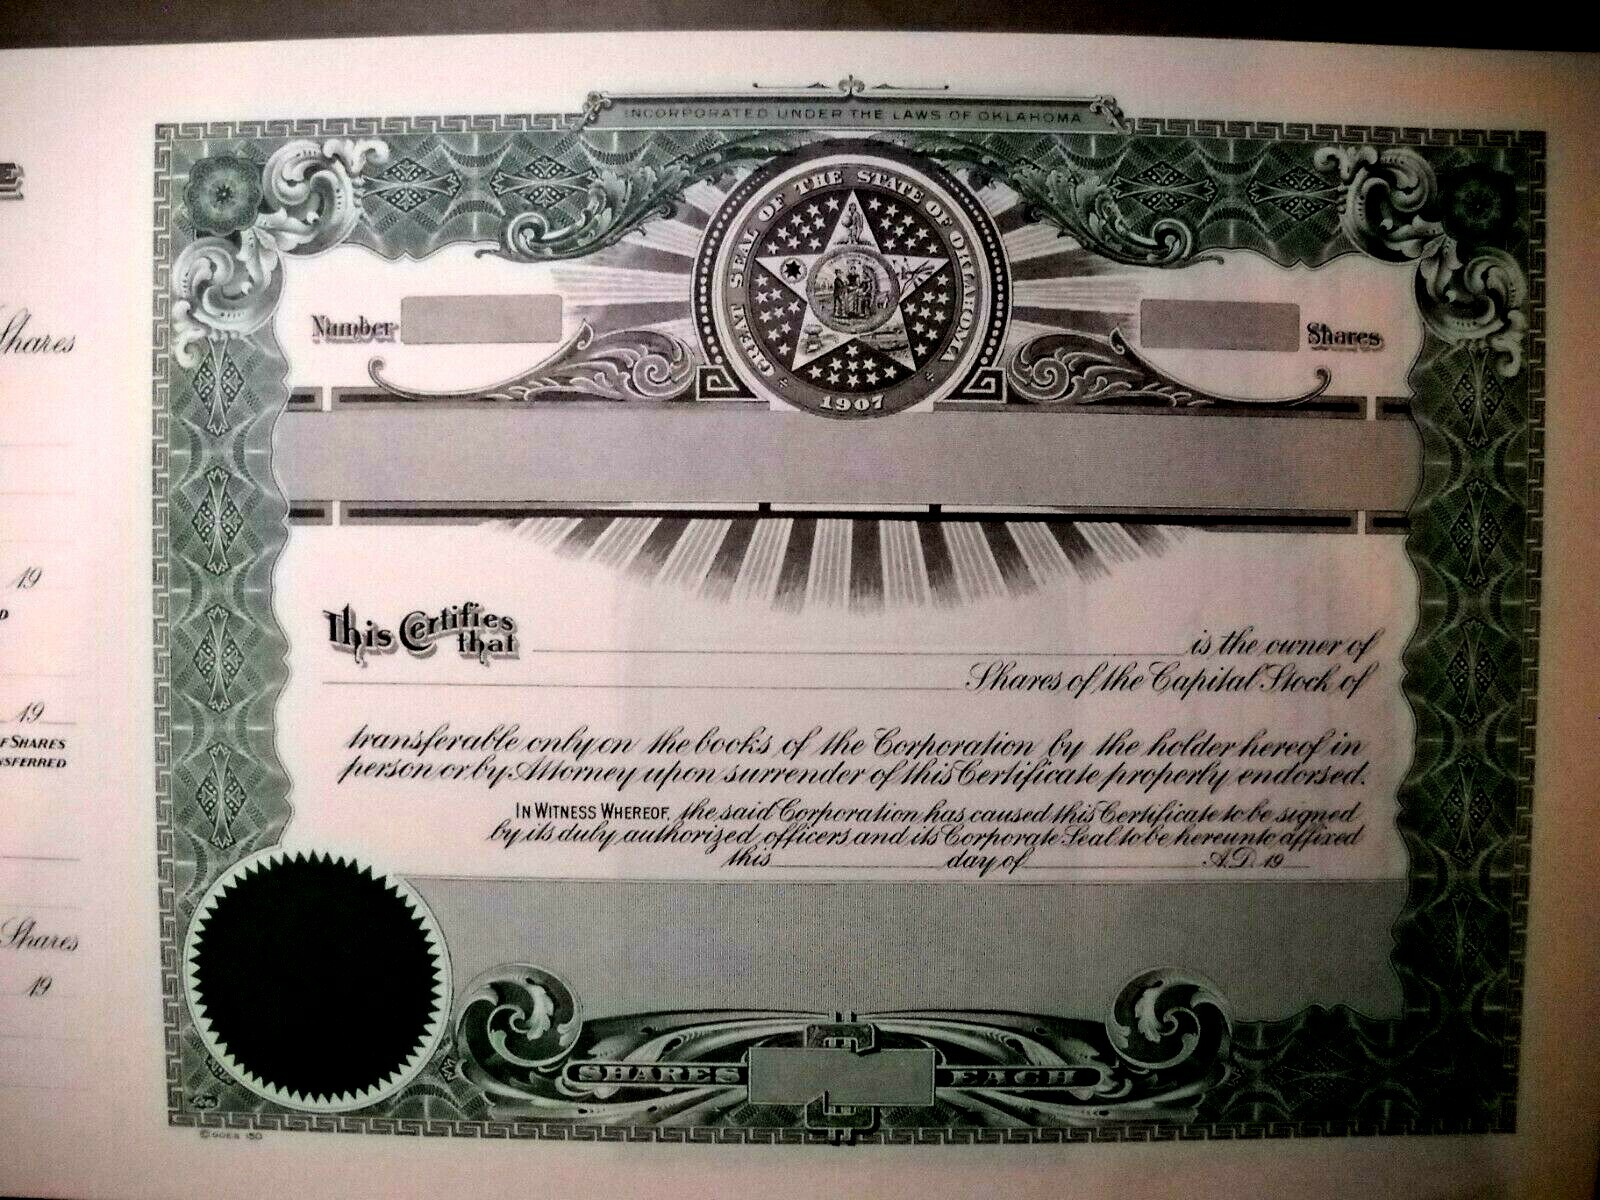 INCORPORATED UNDER THE LAWS OF OKLAHOMA
GREAT SEAL OF THE STATE OF OKLAHOMA
1907
Number
Shares
This Certifies
that
is the owner of
Shares of the Capital Stock of
transferable only on the books of the Corporation by the holder hereof in
person or by Attorney upon surrender of this Certificate properly endorsed.
IN WITNESS WHEREOF, the said Corporation has caused this Certificate to be signed
by its duly authorized officers and its Corporate Seal to be hereunto affixed
this day of A.D. 19
SHARES $ EACH
© GOES 150
Shares
19
19
F SHARES
NSFERRED
Shares
19